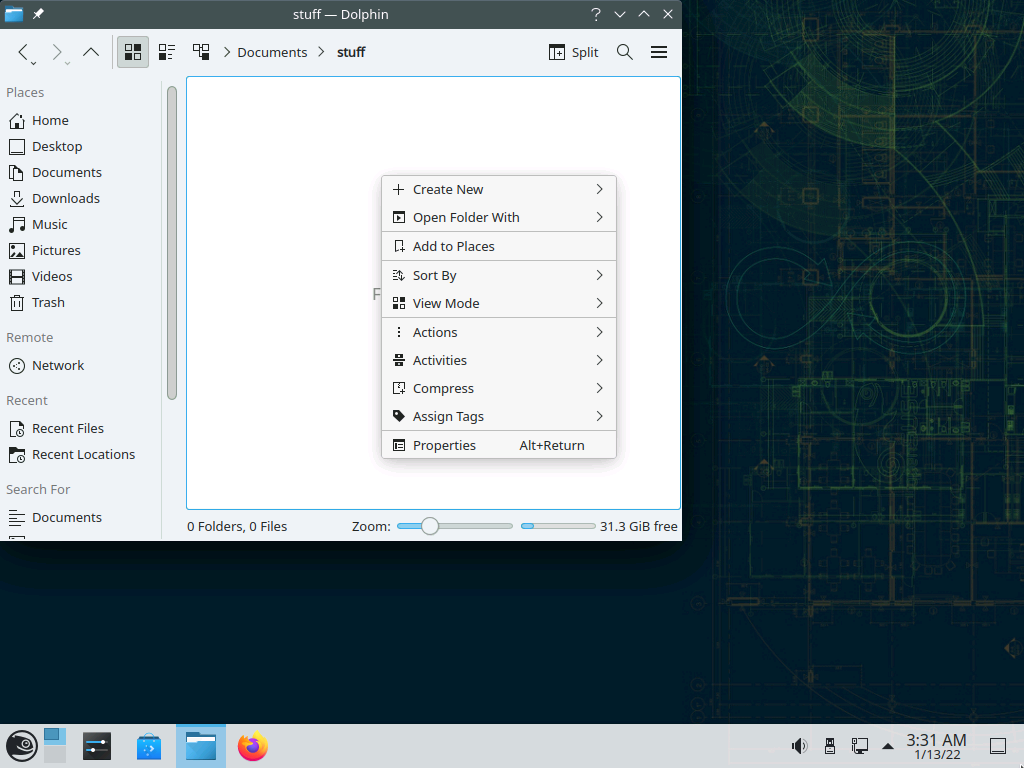 stuff — Dolphin
Documents
stuff
Split
Places
Home
Desktop
Documents
Downloads
Music
Pictures
Videos
Trash
Remote
Network
Recent
Recent Files
Recent Locations
Search For
Documents
F
Create New
Open Folder With
Add to Places
Sort By
View Mode
Actions
Activities
Compress
Assign Tags
Properties Alt+Return
0 Folders, 0 Files
Zoom:
31.3 GiB free
3:31 AM
1/13/22